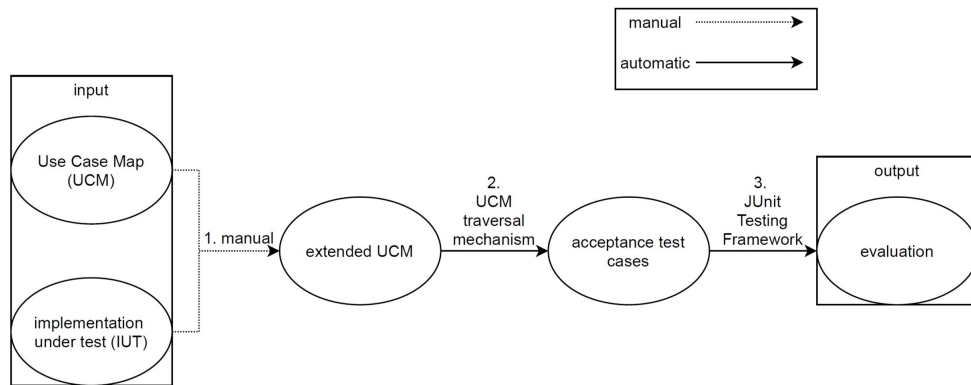 manual
automatic
input
Use Case Map
(UCM)
implementation
under test (IUT)
1. manual
extended UCM
2.
UCM
traversal
mechanism
acceptance test
cases
3.
JUnit
Testing
Framework
output
evaluation